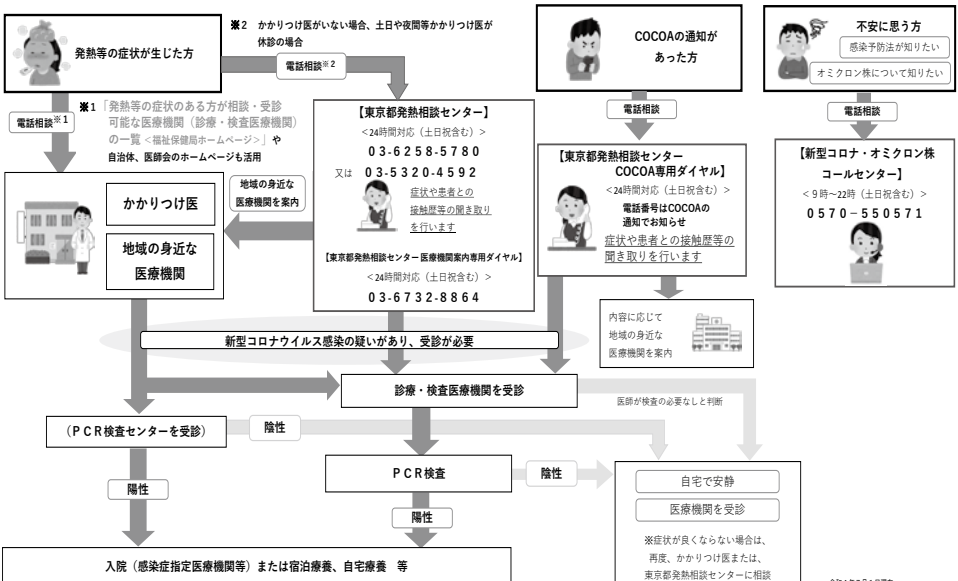 発熱等の症状が生じた方
※2 かかりつけ医がいない場合、土日や夜間等かかりつけ医が
休診の場合
電話相談※2
電話相談※1
※1「発熱等の症状のある方が相談・受診
可能な医療機関（診療・検査医療機関）
の一覧＜福祉保健局ホームページ＞」や
自治体、医師会のホームページも活用
かかりつけ医
地域の身近な
医療機関
地域の身近な
医療機関を案内
【東京都発熱相談センター】
＜24時間対応（土日祝含む）＞
03-6258-5780
又は 03-5320-4592
症状や患者との
接触歴等の聞き取り
を行います
【東京都発熱相談センター医療機関案内専用ダイヤル】
＜24時間対応（土日祝含む）＞
03-6732-8864
COCOAの通知が
あった方
電話相談
【東京都発熱相談センター
COCOA専用ダイヤル】
＜24時間対応（土日祝含む）＞
電話番号はCOCOAの
通知でお知らせ
症状や患者との接触歴等の
聞き取りを行います
内容に応じて
地域の身近な
医療機関を案内
不安に思う方
感染予防法が知りたい
オミクロン株について知りたい
電話相談
【新型コロナ・オミクロン株
コールセンター】
＜9時～22時（土日祝含む）＞
0570－550571
新型コロナウイルス感染の疑いがあり、受診が必要
診療・検査医療機関を受診
医師が検査の必要なしと判断
（PCR検査センターを受診）
陰性
PCR検査
陰性
陽性
陽性
自宅で安静
医療機関を受診
※症状が良くならない場合は、
再度、かかりつけ医または、
東京都発熱相談センターに相談
入院（感染症指定医療機関等）または宿泊療養、自宅療養 等